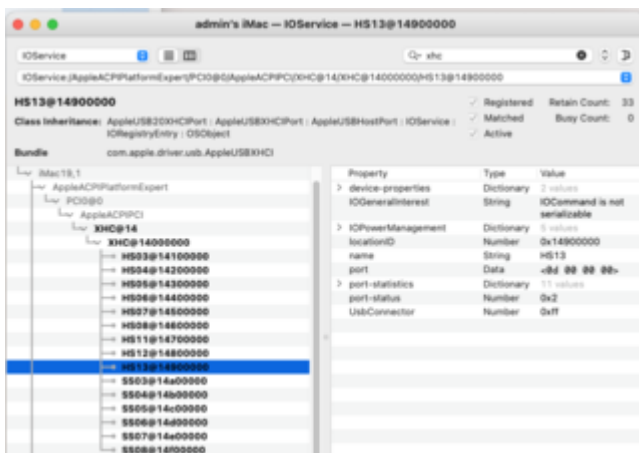 admin's iMac — IOService — HS13@14900000
IOService
xhc
IOService:/AppleACPIPlatformExpert/PCI0@0/AppleACPIPCI/XHC@14/XHC@14000000/HS13@14900000
HS13@14900000
Class Inheritance: AppleUSB20XHCIPort : AppleUSBXHCIPort : AppleUSBHostPort : IOService :
IORegistryEntry : OSObject
Bundle com.apple.driver.usb.AppleUSBXHCI
Registered Retain Count: 33
Matched Busy Count: 0
Active
iMac19,1
AppleACPIPlatformExpert
PCI0@0
AppleACPIPCI
XHC@14
XHC@14000000
HS03@14100000
HS04@14200000
HS05@14300000
HS06@14400000
HS07@14500000
HS08@14600000
HS11@14700000
HS12@14800000
HS13@14900000
SS03@14a00000
SS04@14b00000
SS05@14c00000
SS06@14d00000
SS07@14e00000
SS08@14f00000
Property Type Value
device-properties Dictionary 2 values
IOGeneralInterest String IOCommand is not
serializable
IOPowerManagement Dictionary 5 values
locationID Number 0x14900000
name String HS13
port Data <0d 00 00 00>
port-statistics Dictionary 11 values
port-status Number 0x2
UsbConnector Number 0xff